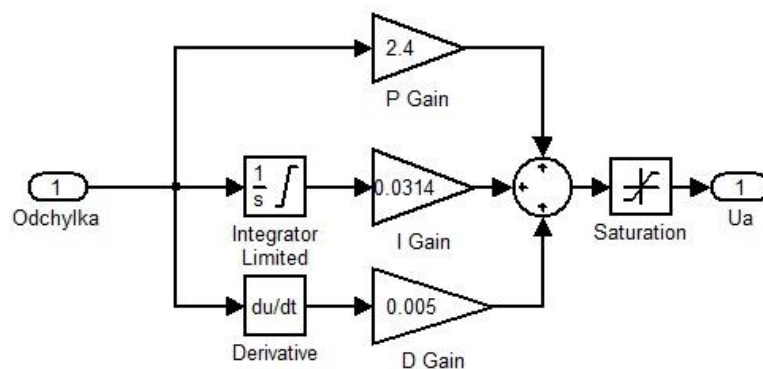 2.4
P Gain
1
Odchylka
1
s
Integrator
Limited
0.0314
I Gain
+
+
+
Saturation
1
Ua
du/dt
Derivative
0.005
D Gain